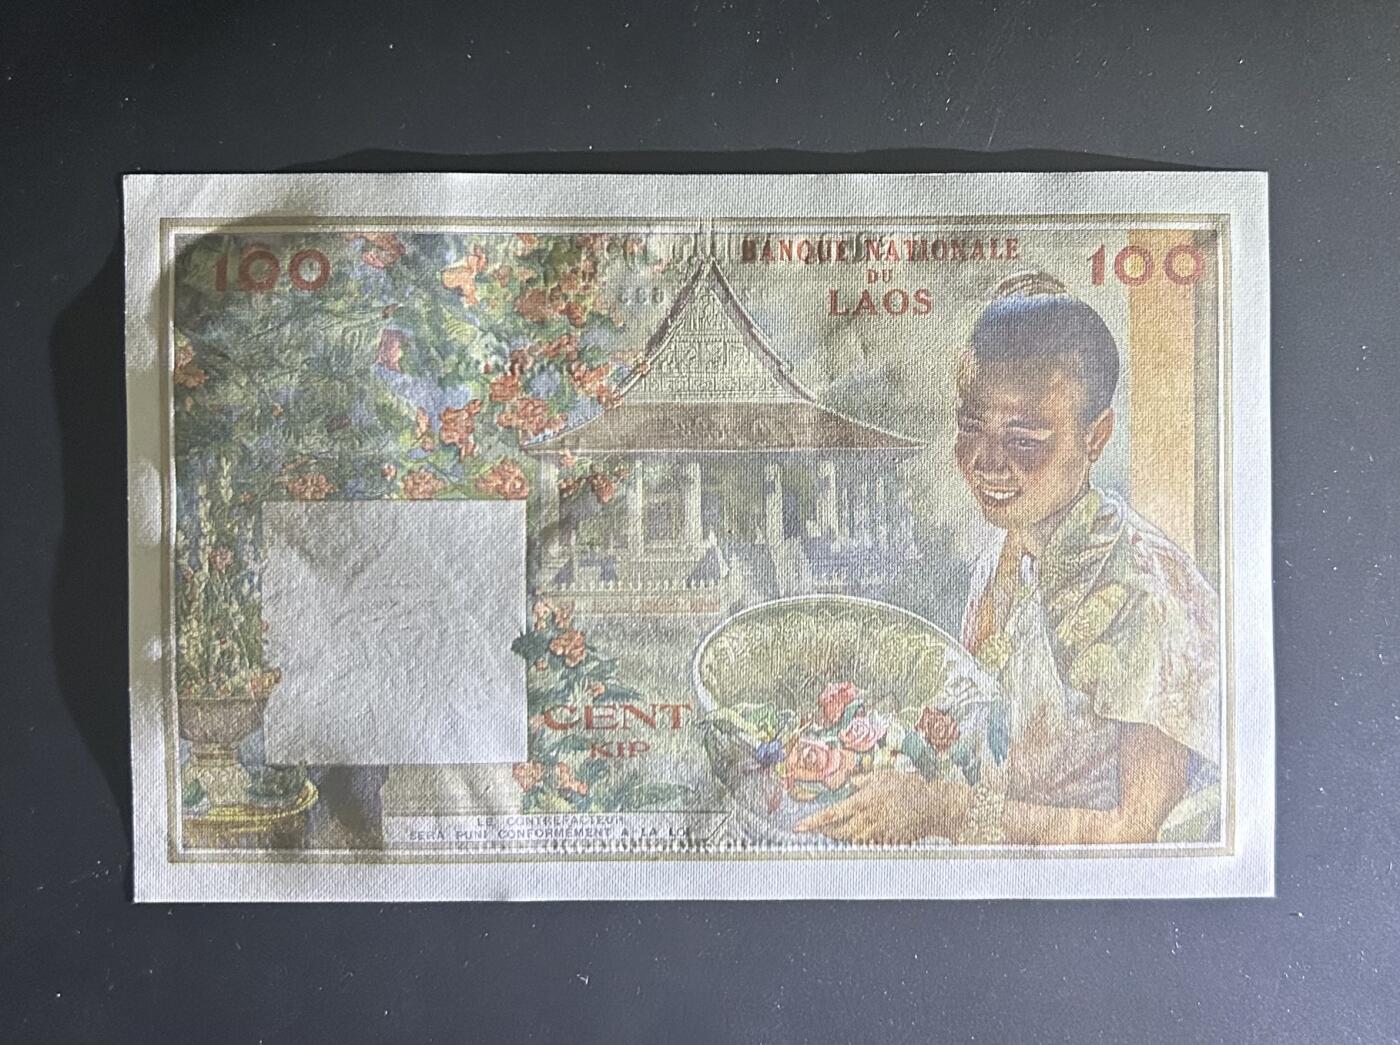 100
BANQUE NATIONALE
DU
LAOS
100
CENT
KIP
LE CONTREFACTEUR
SERA PUNI CONFORMÉMENT A LA LOI